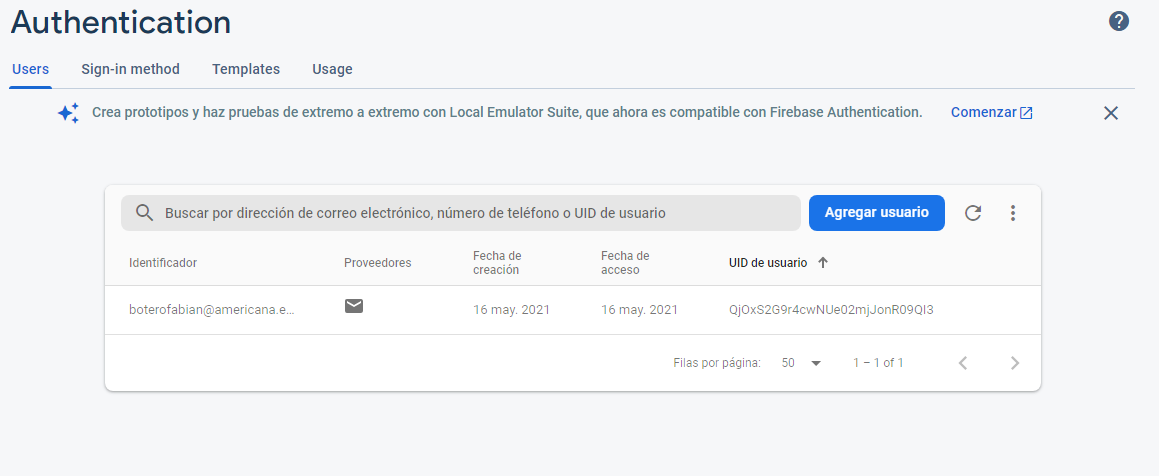 Authentication
Users Sign-in method Templates Usage
Crea prototipos y haz pruebas de extremo a extremo con Local Emulator Suite, que ahora es compatible con Firebase Authentication. Comenzar
Buscar por dirección de correo electrónico, número de teléfono o UID de usuario Agregar usuario
Identificador Proveedores Fecha de creación Fecha de acceso UID de usuario
boterofabian@americana.e... 16 may. 2021 16 may. 2021 QjOxS2G9r4cwNUe02mjJonR09QI3
Filas por página: 50 1 – 1 of 1